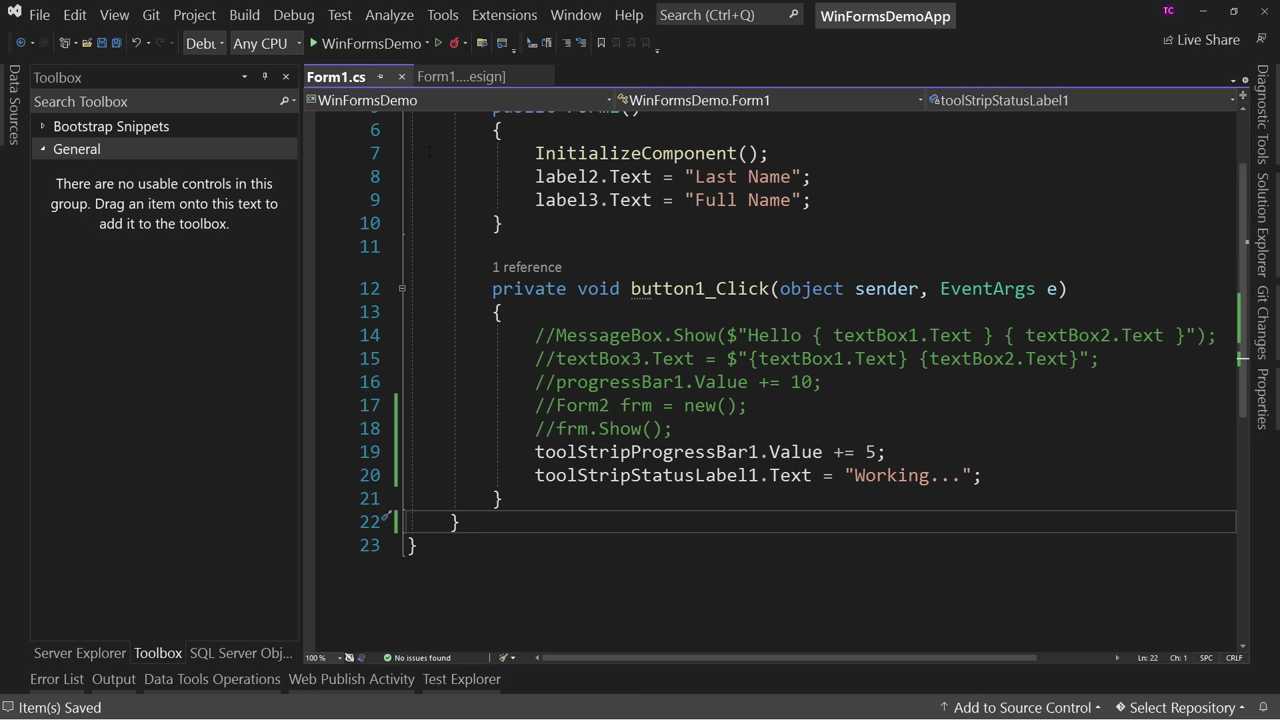 File Edit View Git Project Build Debug Test Analyze Tools Extensions Window Help Search (Ctrl+Q) WinFormsDemoApp TC
Debu Any CPU WinFormsDemo Live Share
Toolbox
Form1.cs Form1....esign]
Search Toolbox
WinFormsDemo WinFormsDemo.Form1 toolStripStatusLabel1
Bootstrap Snippets
General
There are no usable controls in this
group. Drag an item onto this text to
add it to the toolbox.
Data Sources
6 {
7 InitializeComponent();
8 label2.Text = "Last Name";
9 label3.Text = "Full Name";
10 }
11
1 reference
12 private void button1_Click(object sender, EventArgs e)
13 {
14 //MessageBox.Show($"Hello { textBox1.Text } { textBox2.Text }");
15 //textBox3.Text = $"{textBox1.Text} {textBox2.Text}";
16 //progressBar1.Value += 10;
17 //Form2 frm = new();
18 //frm.Show();
19 toolStripProgressBar1.Value += 5;
20 toolStripStatusLabel1.Text = "Working...";
21 }
22 }
23 }
Diagnostic Tools
Solution Explorer
Git Changes
Properties
Server Explorer Toolbox SQL Server Obj...
100% No issues found Ln: 22 Ch: 1 SPC CRLF
Error List Output Data Tools Operations Web Publish Activity Test Explorer
Item(s) Saved Add to Source Control Select Repository